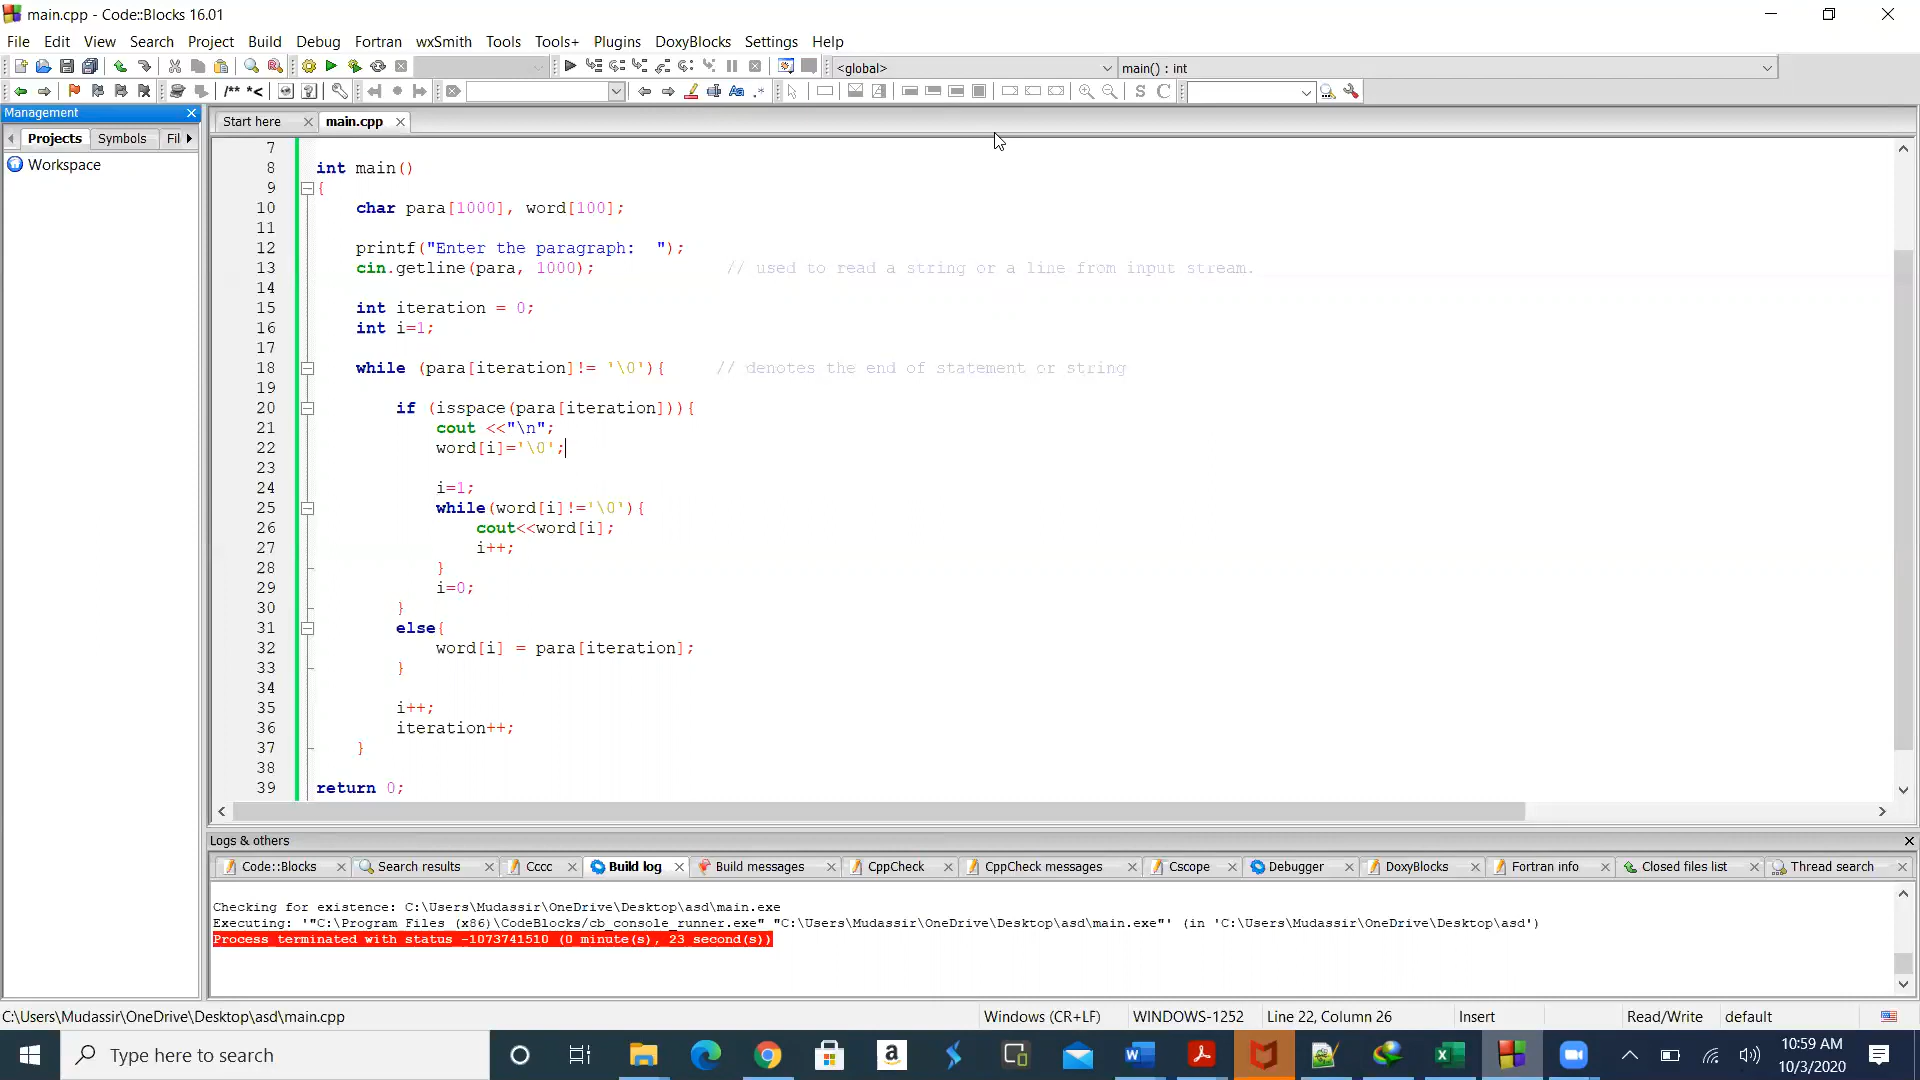 main.cpp - Code::Blocks 16.01
File Edit View Search Project Build Debug Fortran wxSmith Tools Tools+ Plugins DoxyBlocks Settings Help
<global> main() : int
/** *< Aa .* S C
Management
Start here main.cpp
Projects Symbols Fil
Workspace
7
8 int main()
9 {
10 char para[1000], word[100];
11
12 printf("Enter the paragraph:  ");
13 cin.getline(para, 1000); // used to read a string or a line from input stream.
14
15 int iteration = 0;
16 int i=1;
17
18 while (para[iteration]!= '\0'){ // denotes the end of statement or string
19
20 if (isspace(para[iteration])){
21 cout <<"\n";
22 word[i]='\0';
23
24 i=1;
25 while(word[i]!='\0'){
26 cout<<word[i];
27 i++;
28 }
29 i=0;
30 }
31 else{
32 word[i] = para[iteration];
33 }
34
35 i++;
36 iteration++;
37 }
38
39 return 0;
Logs & others
Code::Blocks Search results Cccc Build log Build messages CppCheck CppCheck messages Cscope Debugger DoxyBlocks Fortran info Closed files list Thread search
Checking for existence: C:\Users\Mudassir\OneDrive\Desktop\asd\main.exe
Executing: '"C:\Program Files (x86)\CodeBlocks/cb_console_runner.exe" "C:\Users\Mudassir\OneDrive\Desktop\asd\main.exe"' (in 'C:\Users\Mudassir\OneDrive\Desktop\asd')
Process terminated with status -1073741510 (0 minute(s), 23 second(s))
C:\Users\Mudassir\OneDrive\Desktop\asd\main.cpp Windows (CR+LF) WINDOWS-1252 Line 22, Column 26 Insert Read/Write default
Type here to search
10:59 AM
10/3/2020